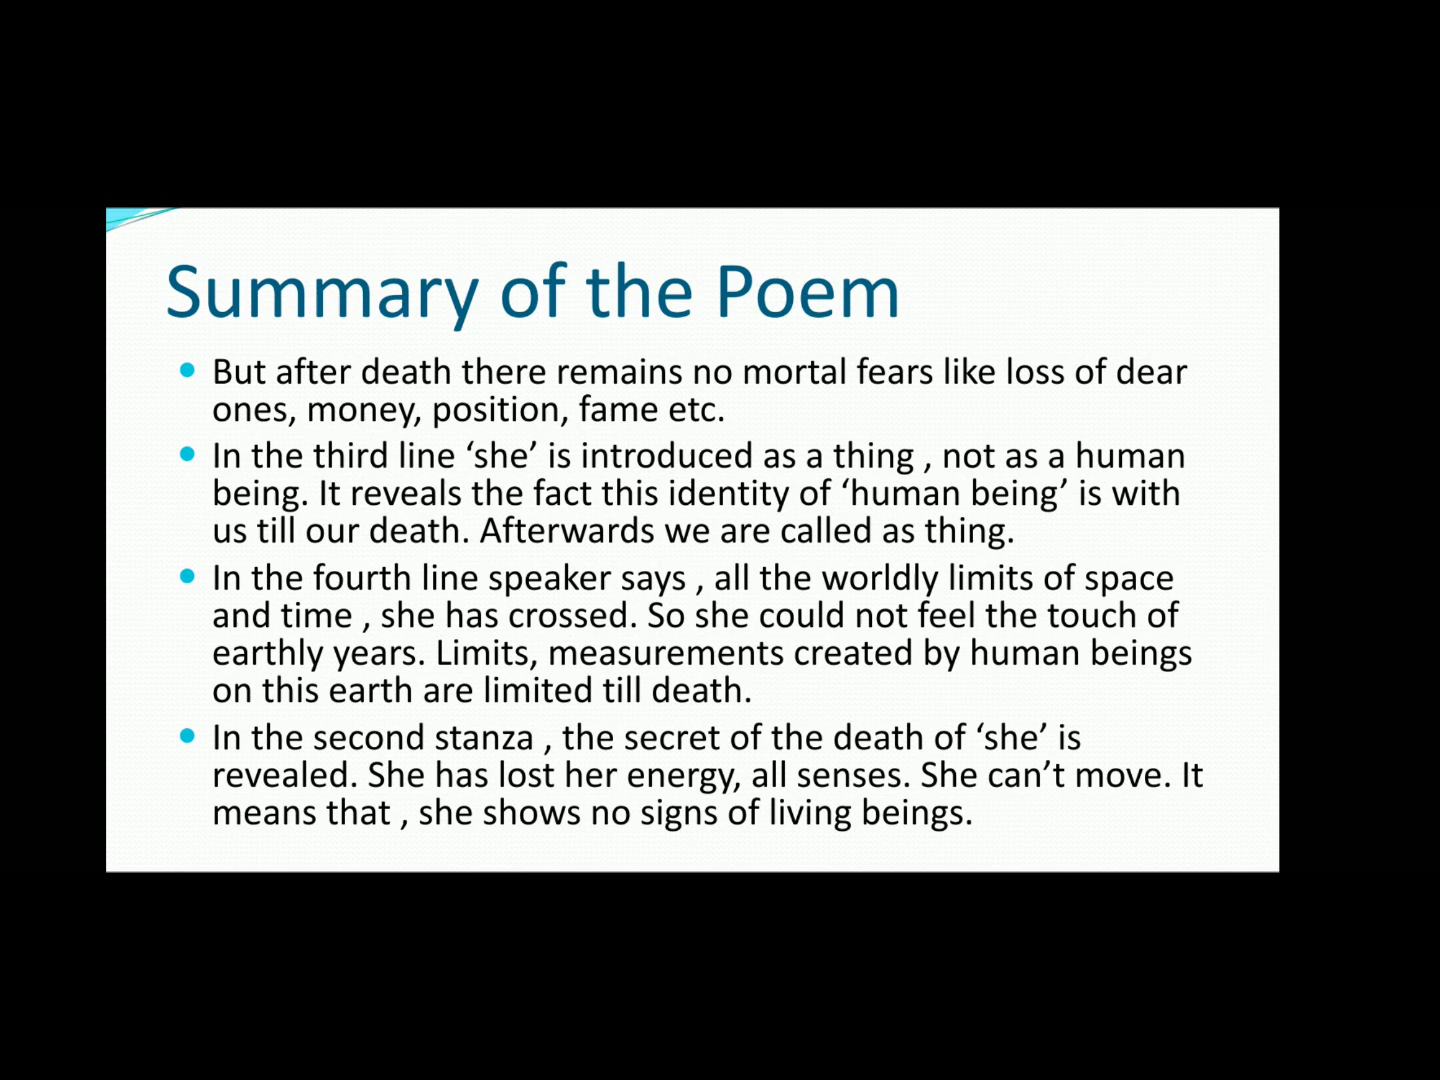 Summary of the Poem
But after death there remains no mortal fears like loss of dear
ones, money, position, fame etc.
In the third line ‘she’ is introduced as a thing , not as a human
being. It reveals the fact this identity of ‘human being’ is with
us till our death. Afterwards we are called as thing.
In the fourth line speaker says , all the worldly limits of space
and time , she has crossed. So she could not feel the touch of
earthly years. Limits, measurements created by human beings
on this earth are limited till death.
In the second stanza , the secret of the death of ‘she’ is
revealed. She has lost her energy, all senses. She can’t move. It
means that , she shows no signs of living beings.